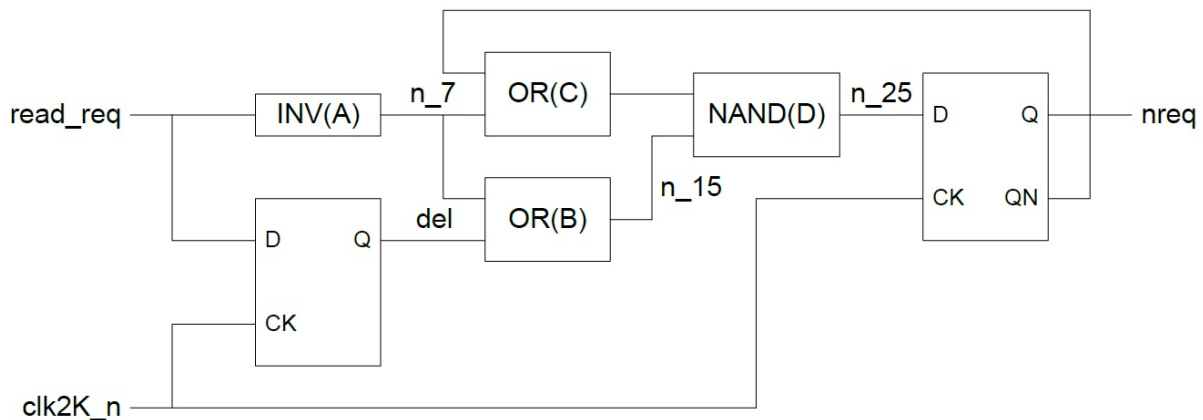 n_7
OR(C)
n_25
read_req
INV(A)
NAND(D)
D
Q
nreq
n_15
del
OR(B)
CK
QN
D
Q
CK
clk2K_n